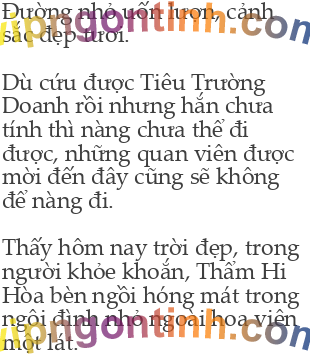 Đường nhỏ uốn lượn, cảnh
sắc đẹp tươi.
vipngontinh.com
Dù cứu được Tiêu Trường
Doanh rồi nhưng hắn chưa
tính thì nàng chưa thể đi
được, những quan viên được
mời đến đây cũng sẽ không
để nàng đi.
Thấy hôm nay trời đẹp, trong
người khỏe khoắn, Thẩm Hi
Hòa bèn ngồi hóng mát trong
ngôi đình nhỏ ngoài hoa viên
một lát.
vipngontinh.com